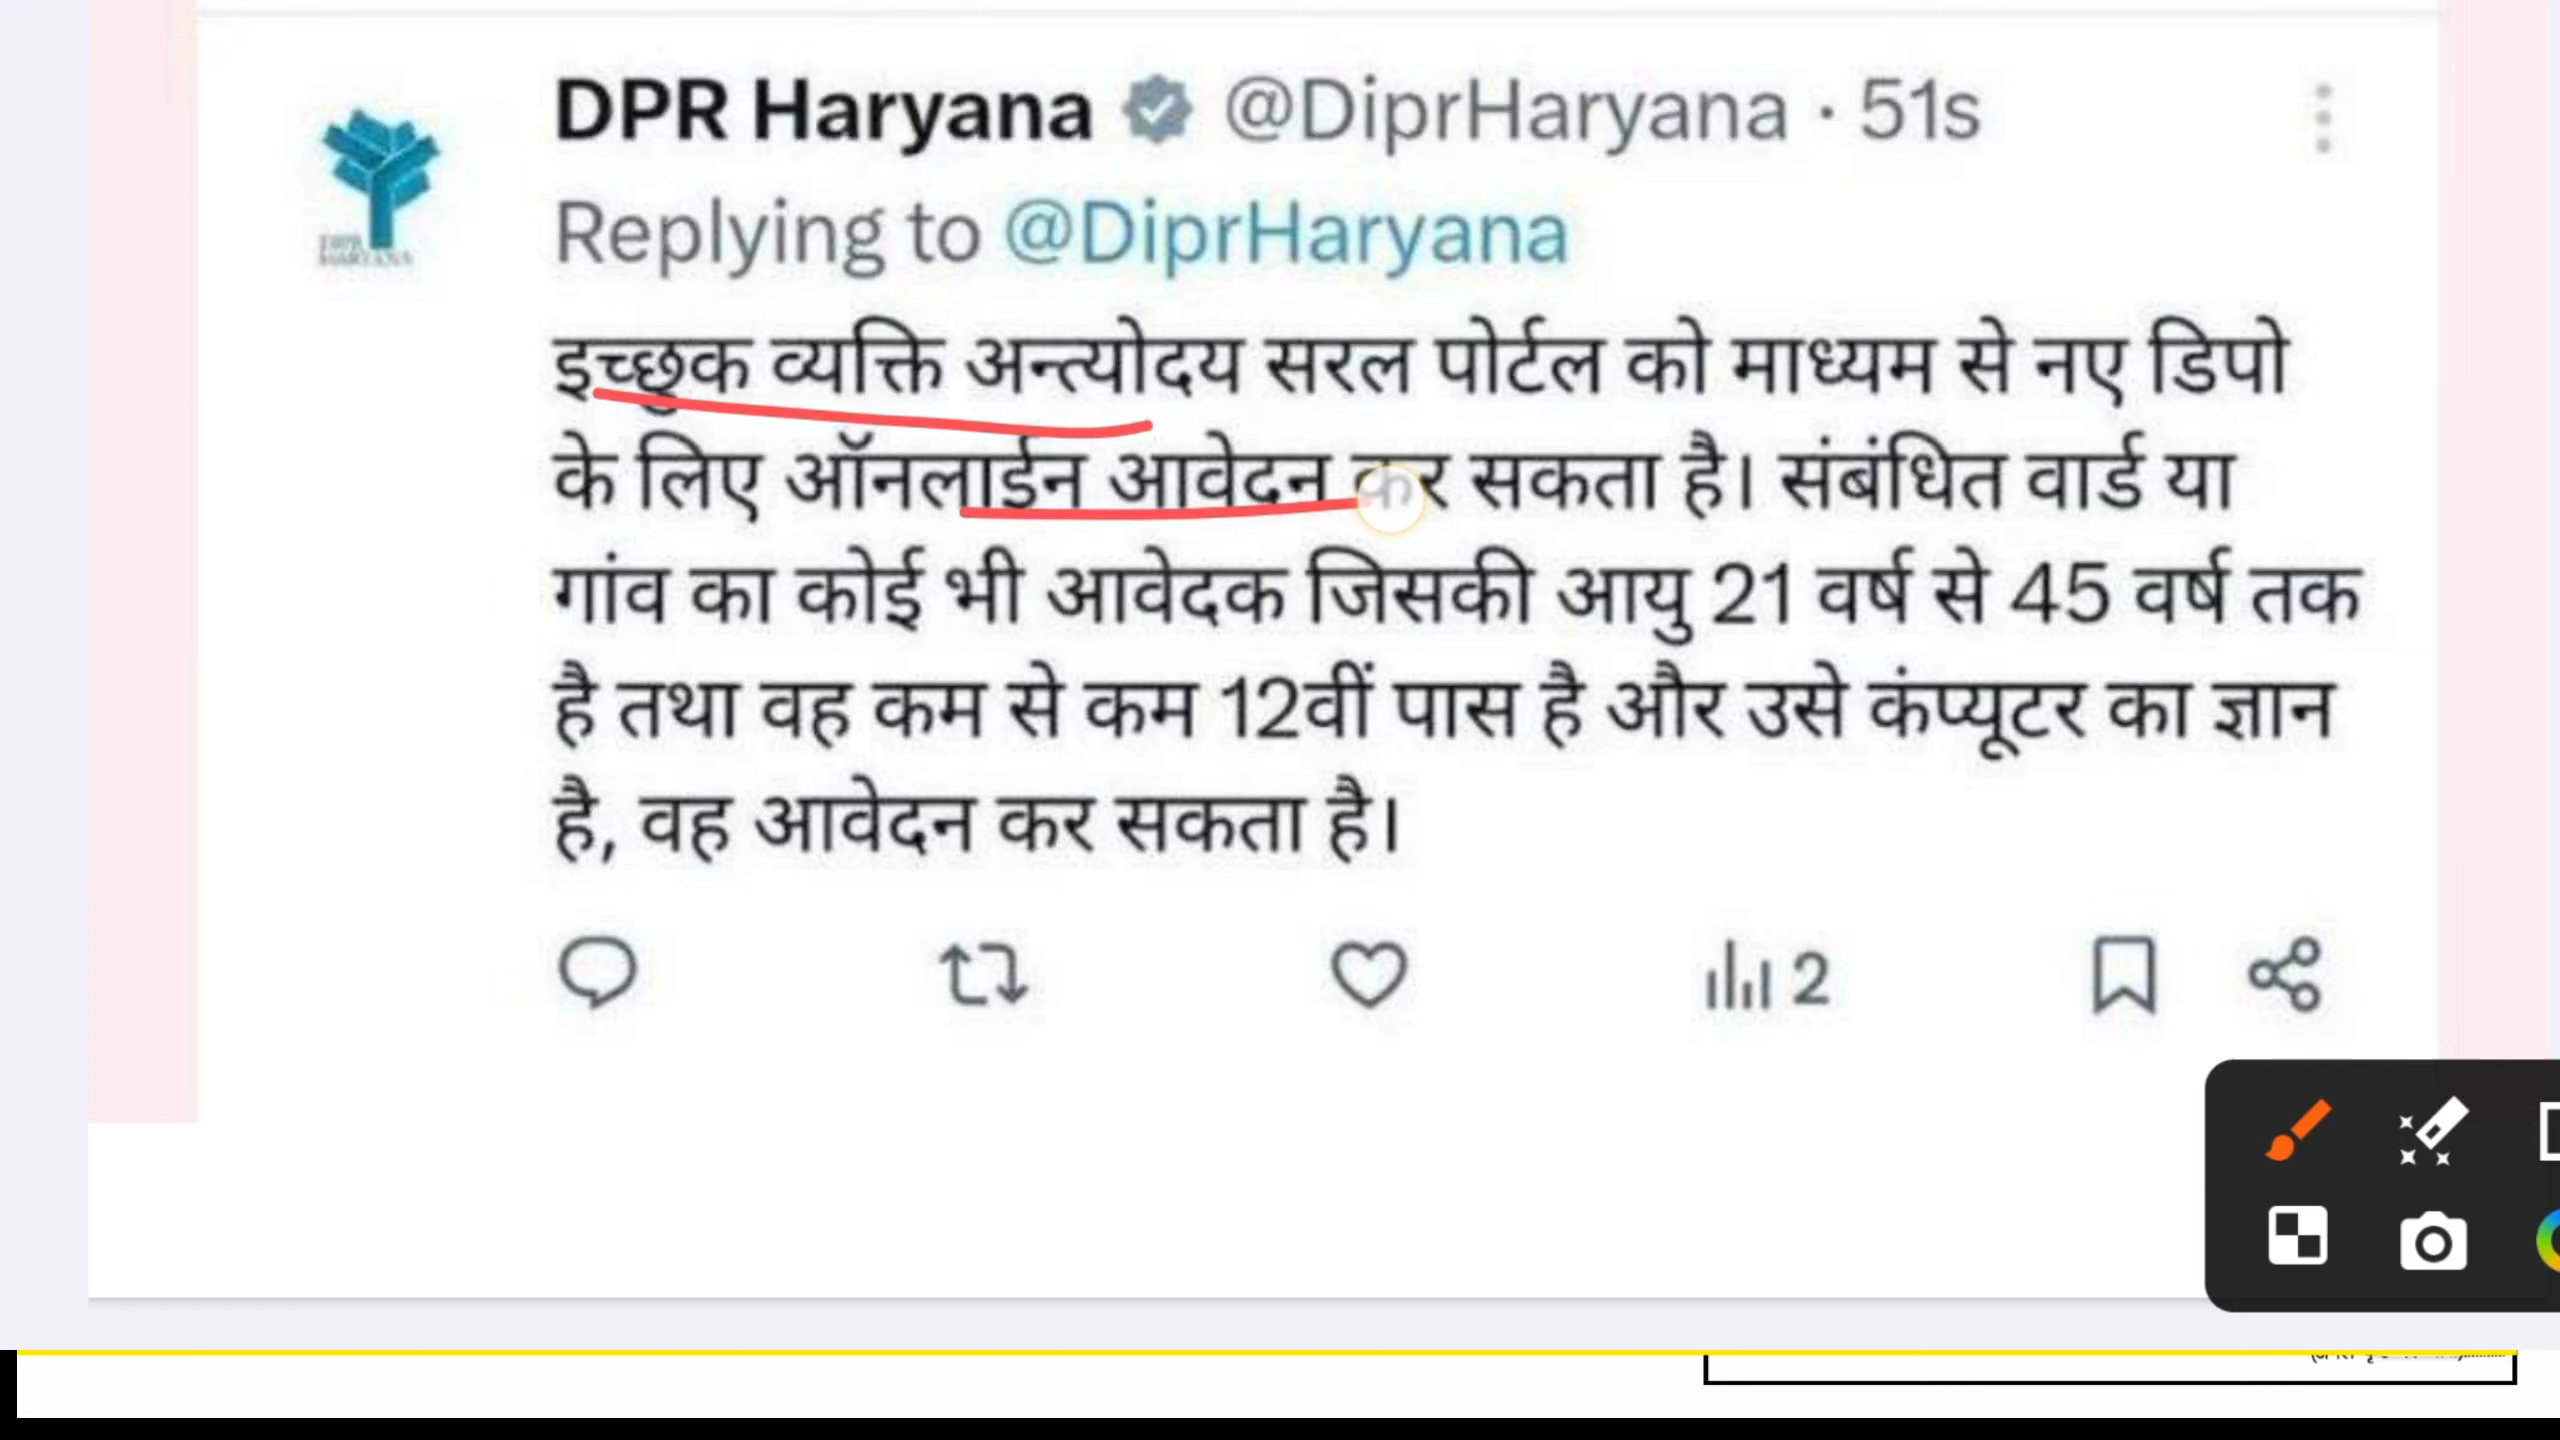 DPR Haryana @DiprHaryana · 51s
Replying to @DiprHaryana
इच्छुक व्यक्ति अन्त्योदय सरल पोर्टल को माध्यम से नए डिपो
के लिए ऑनलाईन आवेदन कर सकता है। संबंधित वार्ड या
गांव का कोई भी आवेदक जिसकी आयु 21 वर्ष से 45 वर्ष तक
है तथा वह कम से कम 12वीं पास है और उसे कंप्यूटर का ज्ञान
है, वह आवेदन कर सकता है।
2